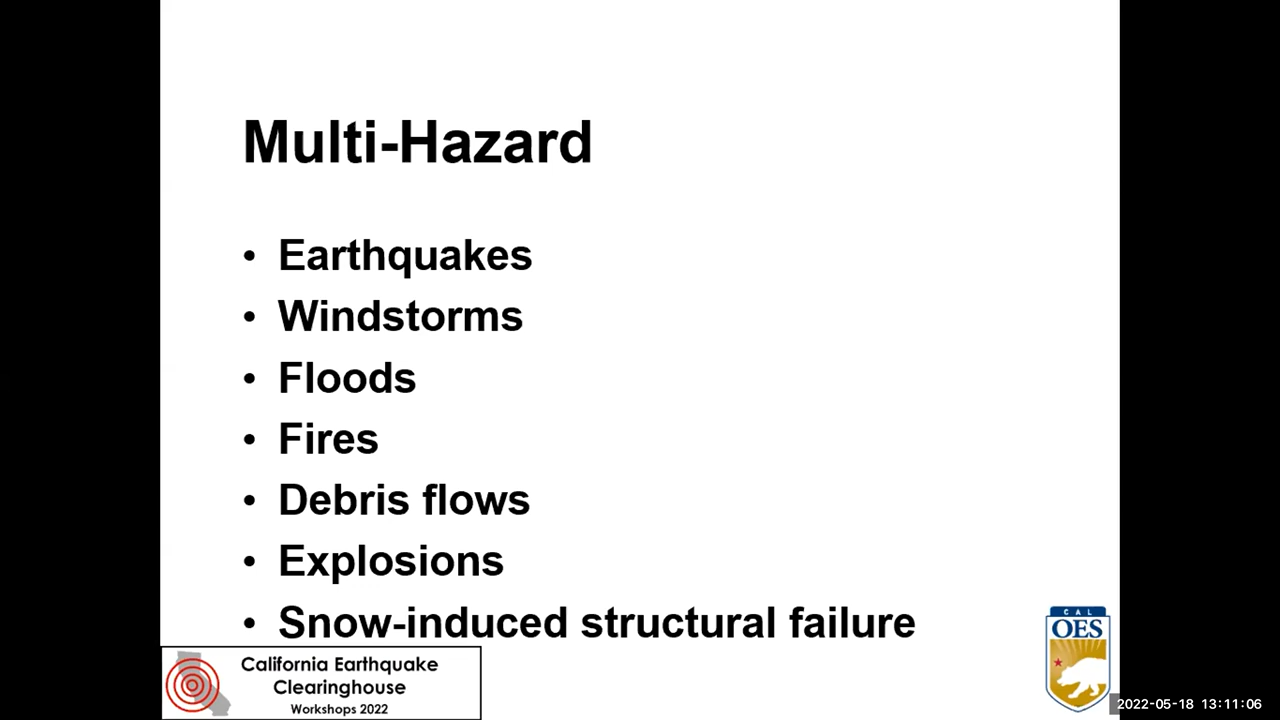 Multi-Hazard
• Earthquakes
• Windstorms
• Floods
• Fires
• Debris flows
• Explosions
• Snow-induced structural failure
California Earthquake
Clearinghouse
Workshops 2022
CAL
OES
2022-05-18 13:11:06